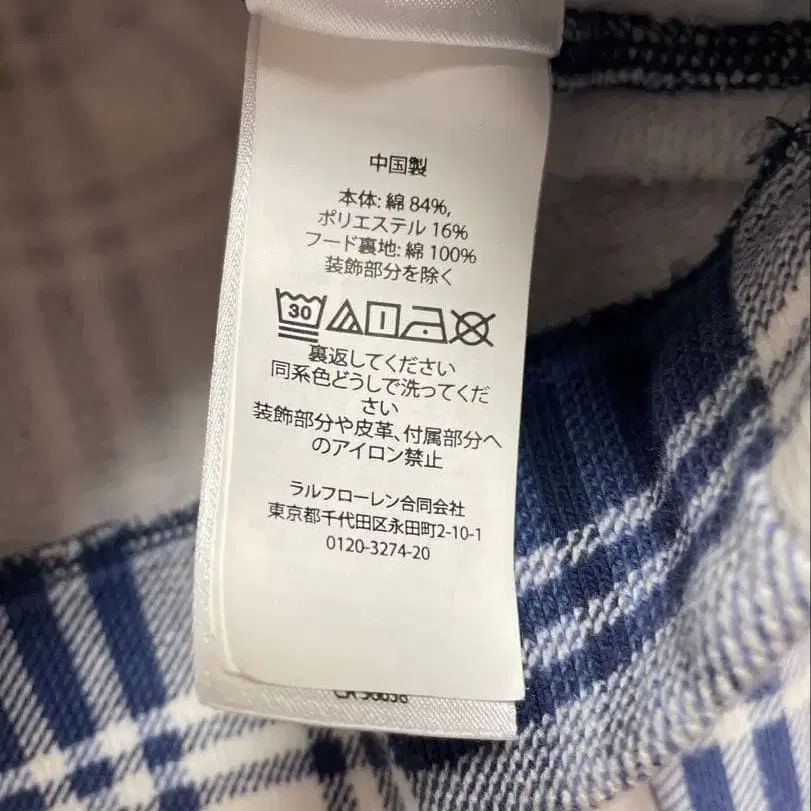 中国製
本体: 綿 84%,
ポリエステル 16%
フード裏地: 綿 100%
装飾部分を除く
30
裏返してください
同系色どうしで洗ってくだ
さい
装飾部分や皮革、付属部分へ
のアイロン禁止
ラルフローレン合同会社
東京都千代田区永田町2-10-1
0120-3274-20